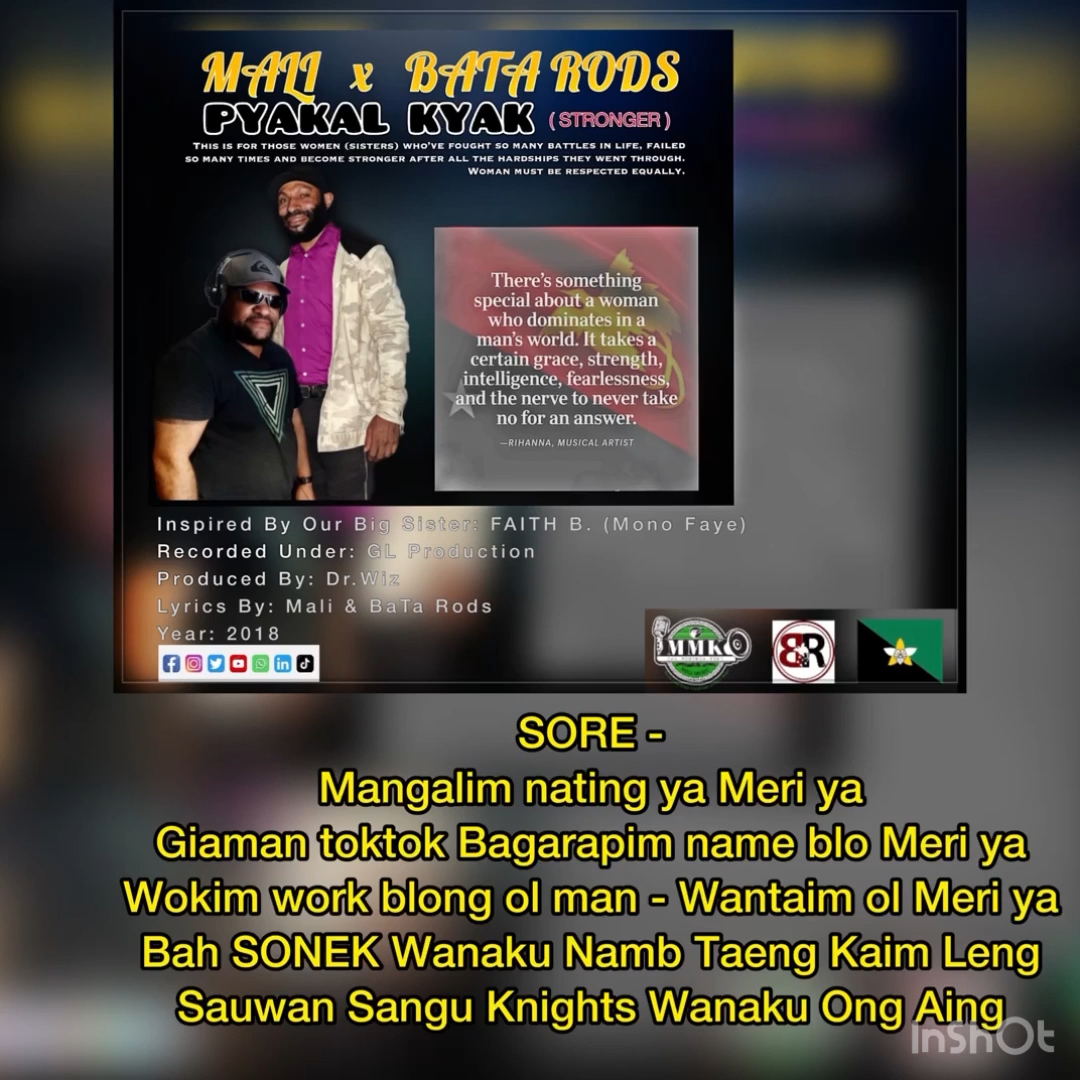 MALI x BATA RODS
PYAKAL KYAK ( STRONGER )
THIS IS FOR THOSE WOMEN (SISTERS) WHO'VE FOUGHT SO MANY BATTLES IN LIFE, FAILED
SO MANY TIMES AND BECOME STRONGER AFTER ALL THE HARDSHIPS THEY WENT THROUGH.
WOMAN MUST BE RESPECTED EQUALLY.
There's something
special about a woman
who dominates in a
man's world. It takes a
certain grace, strength,
intelligence, fearlessness,
and the nerve to never take
no for an answer.
—RIHANNA, MUSICAL ARTIST
Inspired By Our Big Sister: FAITH B. (Mono Faye)
Recorded Under: GL Production
Produced By: Dr.Wiz
Lyrics By: Mali & BaTa Rods
Year: 2018
MMK
BR
SORE -
Mangalim nating ya Meri ya
Giaman toktok Bagarapim name blo Meri ya
Wokim work blong ol man - Wantaim ol Meri ya
Bah SONEK Wanaku Namb Taeng Kaim Leng
Sauwan Sangu Knights Wanaku Ong Aing
InShOt